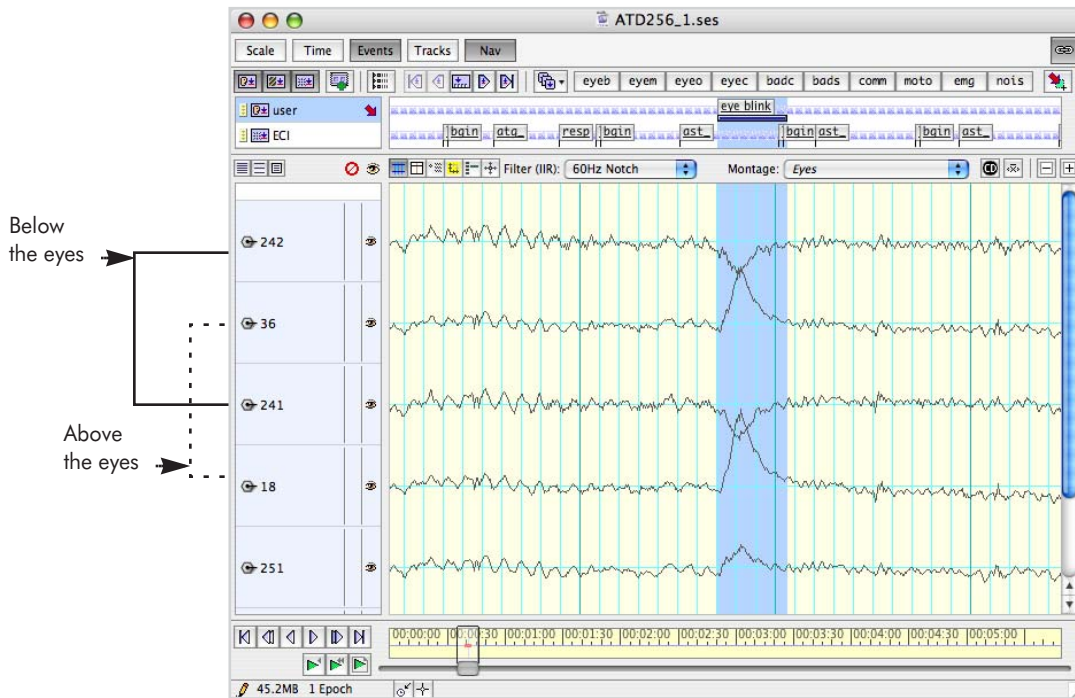 ATD256_1.ses
Scale Time Events Tracks Nav
eyeb eyem eyeo eyec badc bads comm moto emg nois
user
eye blink
ECI
!bgin ata_ resp !bgin ast_ !bgin ast_ !bgin ast_
Filter (IIR): 60Hz Notch Montage: Eyes
Below
the eyes
242
36
241
Above
the eyes
18
251
00:00:00 00:00:30 00:01:00 00:01:30 00:02:00 00:02:30 00:03:00 00:03:30 00:04:00 00:04:30 00:05:00
45.2MB 1 Epoch